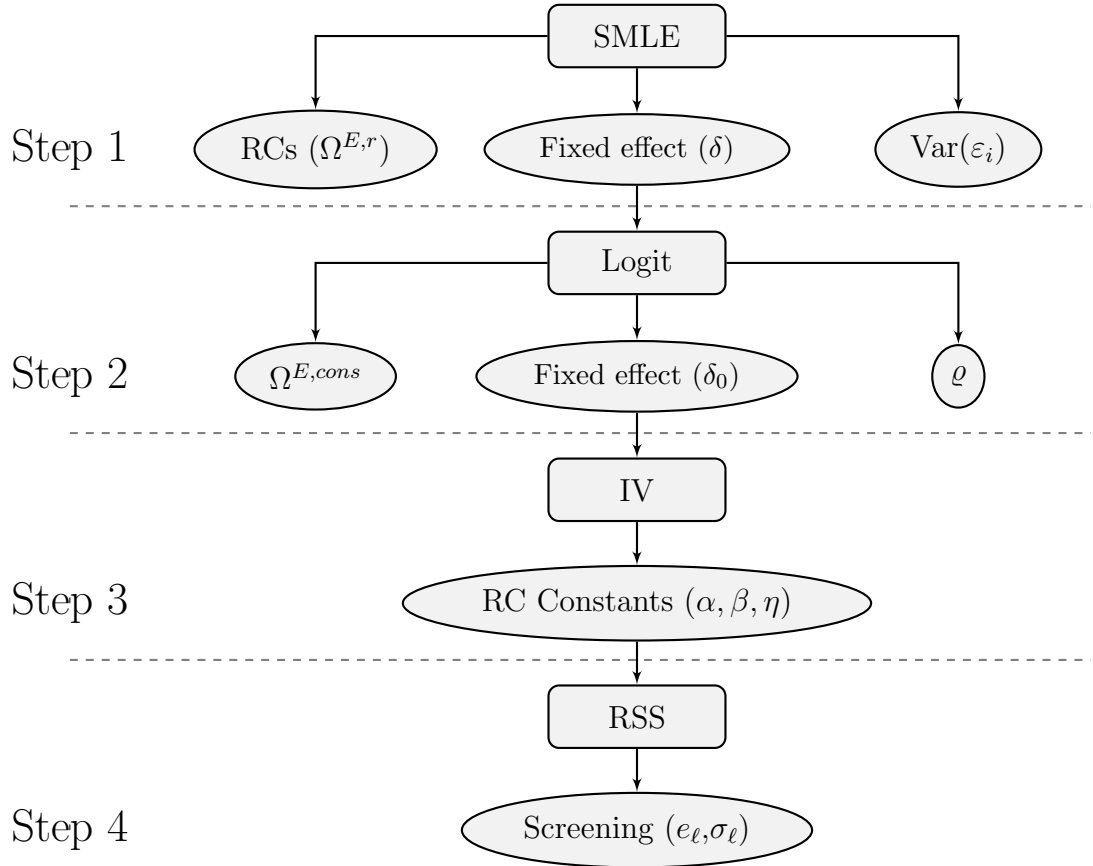 SMLE
Step 1
RCs (Ω^{E,r})
Fixed effect (δ)
Var(ε_i)
Logit
Step 2
Ω^{E,cons}
Fixed effect (δ_0)
ϱ
IV
Step 3
RC Constants (α, β, η)
RSS
Step 4
Screening (e_ℓ,σ_ℓ)